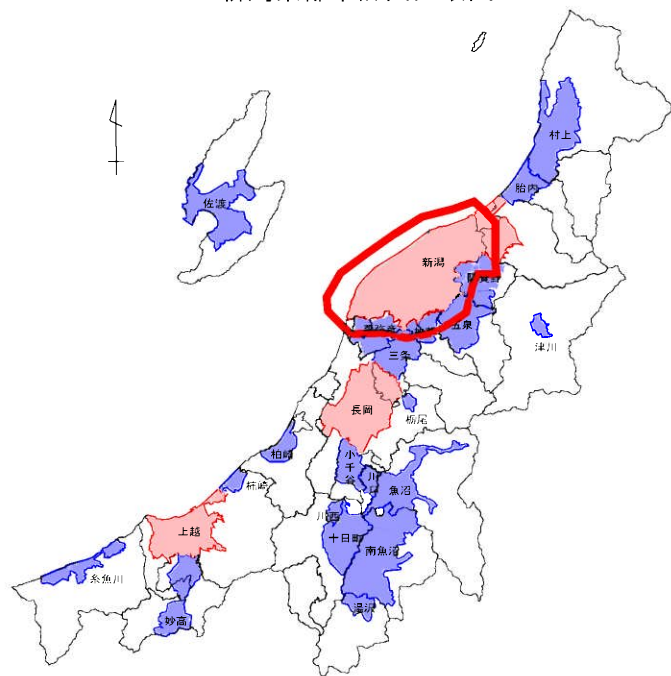 村上
胎内
佐渡
新潟
五泉
津川
三条
長岡
栃尾
柏崎
小千谷
魚沼
柿崎
川西
上越
十日町
南魚沼
糸魚川
湯沢
妙高